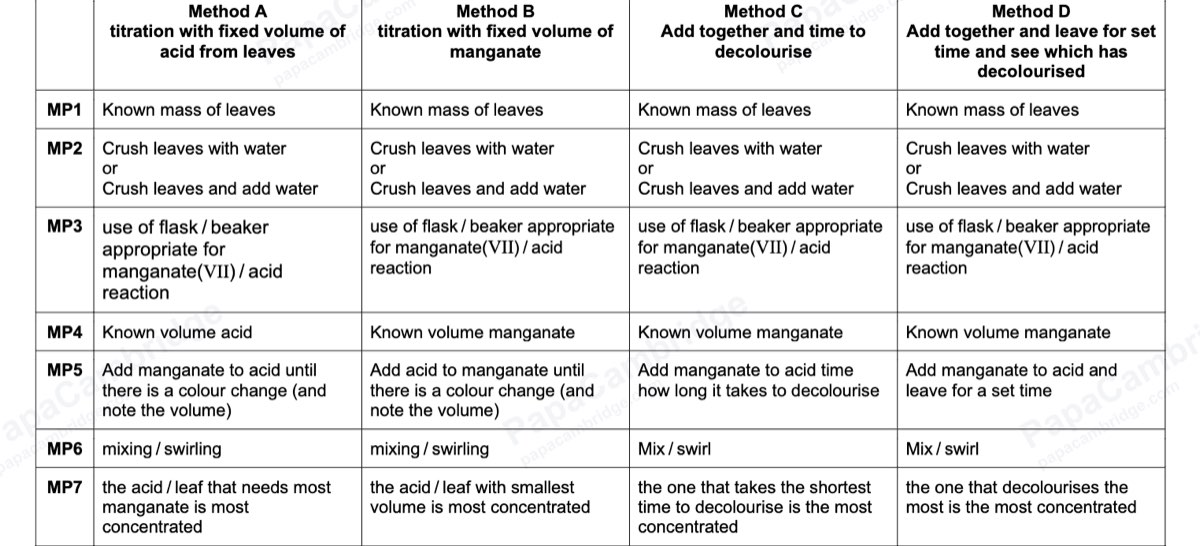 Method A
titration with fixed volume of
acid from leaves
Method B
titration with fixed volume of
manganate
Method C
Add together and time to
decolourise
Method D
Add together and leave for set
time and see which has
decolourised
MP1
Known mass of leaves
Known mass of leaves
Known mass of leaves
Known mass of leaves
MP2
Crush leaves with water
or
Crush leaves and add water
Crush leaves with water
or
Crush leaves and add water
Crush leaves with water
or
Crush leaves and add water
Crush leaves with water
or
Crush leaves and add water
MP3
use of flask / beaker
appropriate for
manganate(VII) / acid
reaction
use of flask / beaker appropriate
for manganate(VII) / acid
reaction
use of flask / beaker appropriate
for manganate(VII) / acid
reaction
use of flask / beaker appropriate
for manganate(VII) / acid
reaction
MP4
Known volume acid
Known volume manganate
Known volume manganate
Known volume manganate
MP5
Add manganate to acid until
there is a colour change (and
note the volume)
Add acid to manganate until
there is a colour change (and
note the volume)
Add manganate to acid time
how long it takes to decolourise
Add manganate to acid and
leave for a set time
MP6
mixing / swirling
mixing / swirling
Mix / swirl
Mix / swirl
MP7
the acid / leaf that needs most
manganate is most
concentrated
the acid / leaf with smallest
volume is most concentrated
the one that takes the shortest
time to decolourise is the most
concentrated
the one that decolourises the
most is the most concentrated
PapaCambridge
papacambridge.com